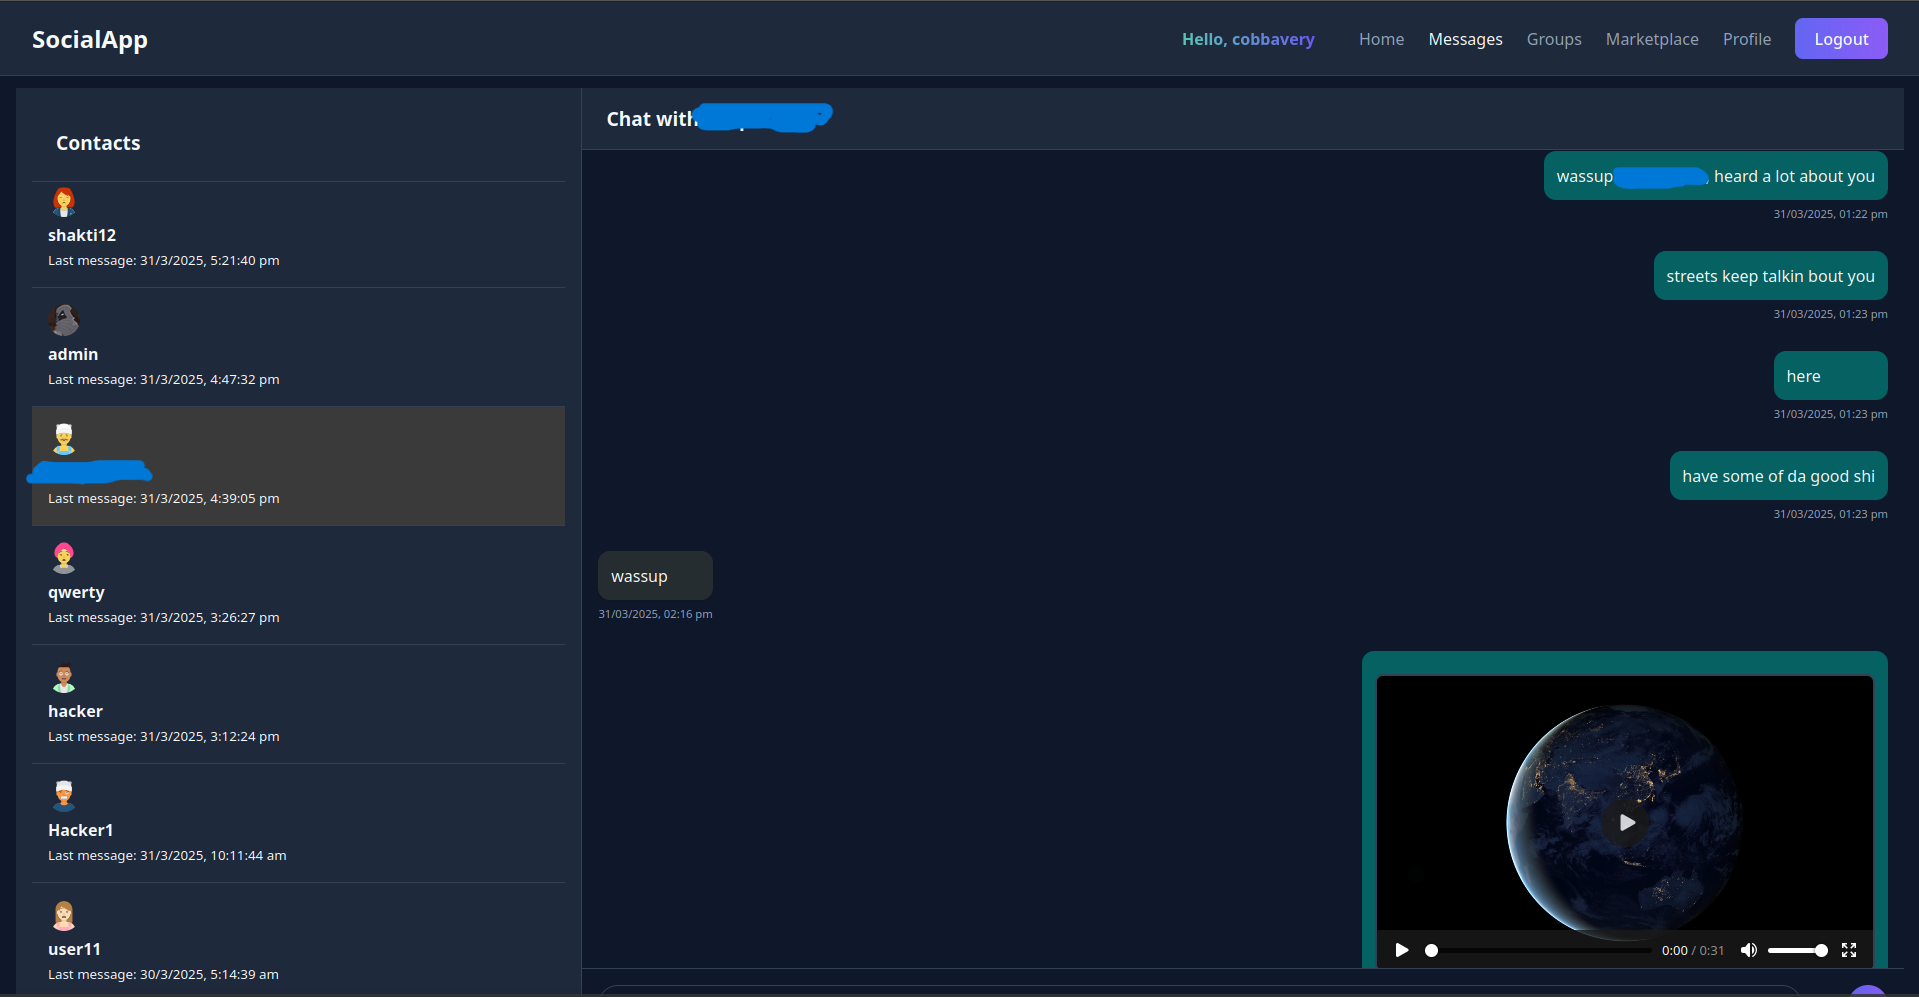 SocialApp
Hello, cobbavery
Home
Messages
Groups
Marketplace
Profile
Logout
Contacts
shakti12
Last message: 31/3/2025, 5:21:40 pm
admin
Last message: 31/3/2025, 4:47:32 pm
Last message: 31/3/2025, 4:39:05 pm
qwerty
Last message: 31/3/2025, 3:26:27 pm
hacker
Last message: 31/3/2025, 3:12:24 pm
Hacker1
Last message: 31/3/2025, 10:11:44 am
user11
Last message: 30/3/2025, 5:14:39 am
Chat with
wassup heard a lot about you
31/03/2025, 01:22 pm
streets keep talkin bout you
31/03/2025, 01:23 pm
here
31/03/2025, 01:23 pm
have some of da good shi
31/03/2025, 01:23 pm
wassup
31/03/2025, 02:16 pm
0:00 / 0:31